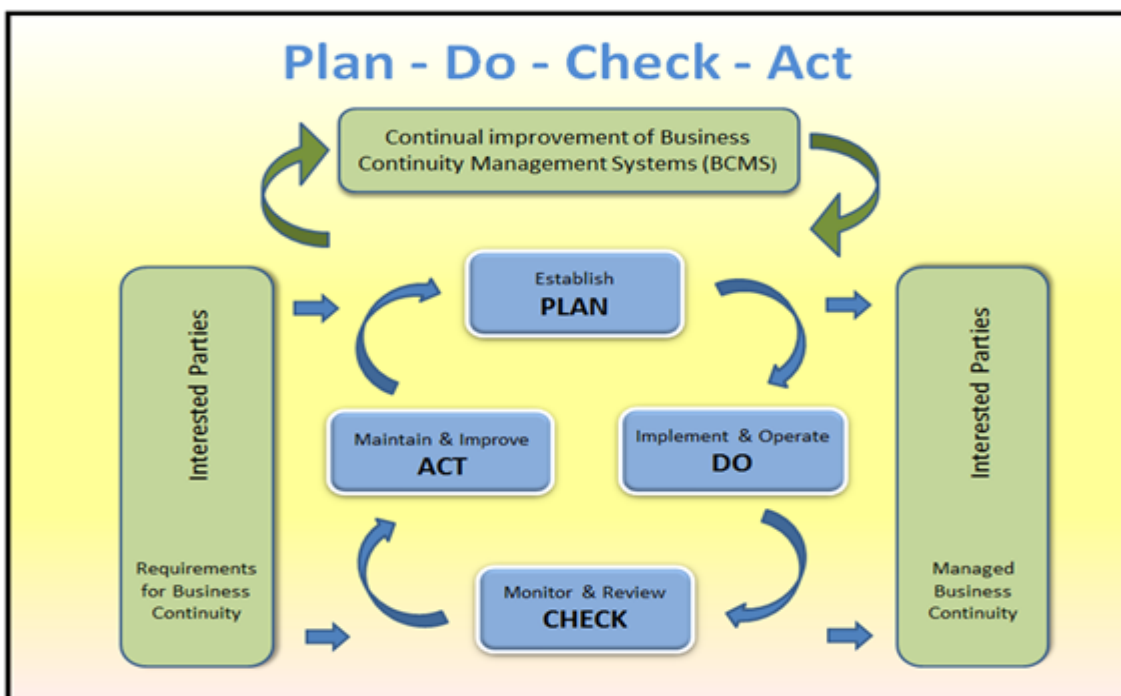 Plan - Do - Check - Act
Continual improvement of Business
Continuity Management Systems (BCMS)
Establish
PLAN
Interested Parties
Requirements
for Business
Continuity
Maintain & Improve
ACT
Implement & Operate
DO
Monitor & Review
CHECK
Interested Parties
Managed
Business
Continuity